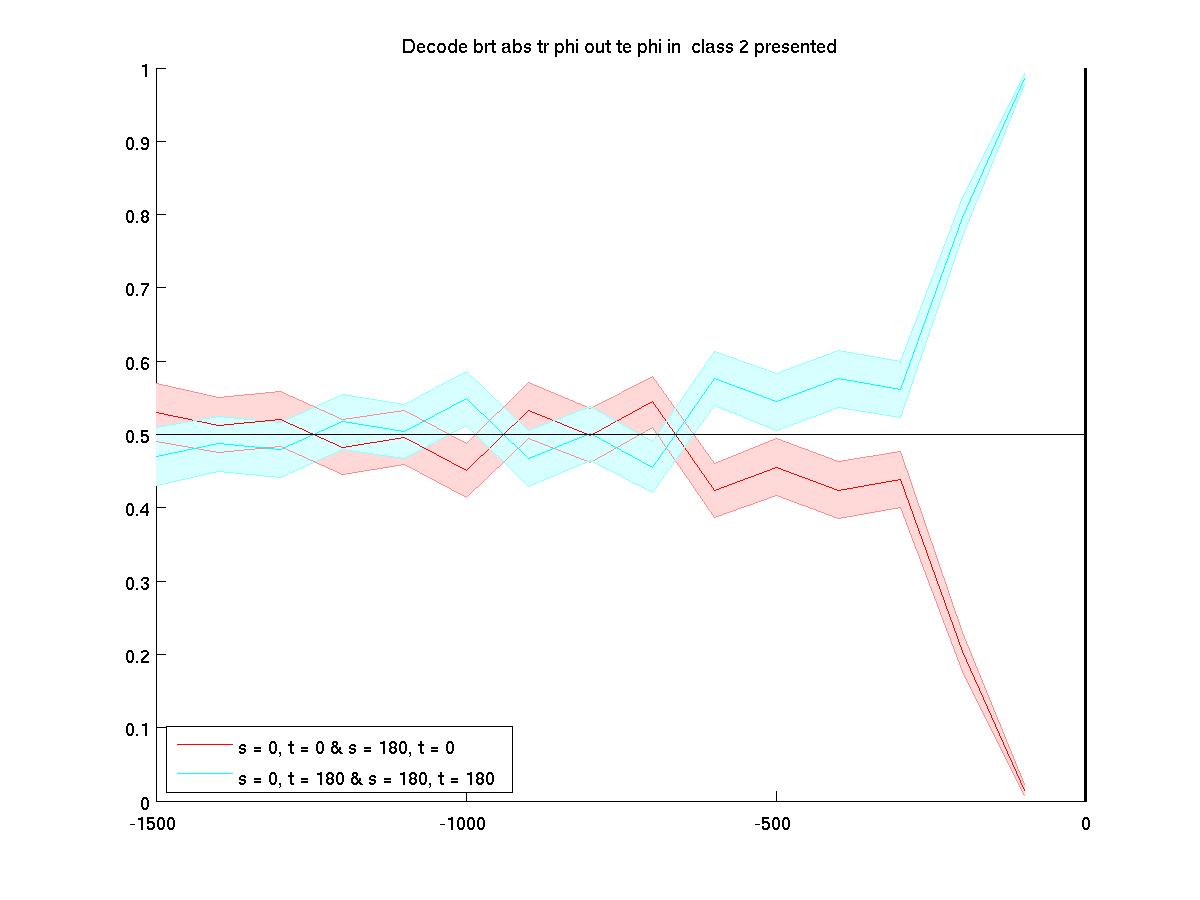 Decode brt abs tr phi out te phi in  class 2 presented
1
0.9
0.8
0.7
0.6
0.5
0.4
0.3
0.2
0.1
0
s = 0, t = 0 & s = 180, t = 0
s = 0, t = 180 & s = 180, t = 180
-1500 -1000 -500 0